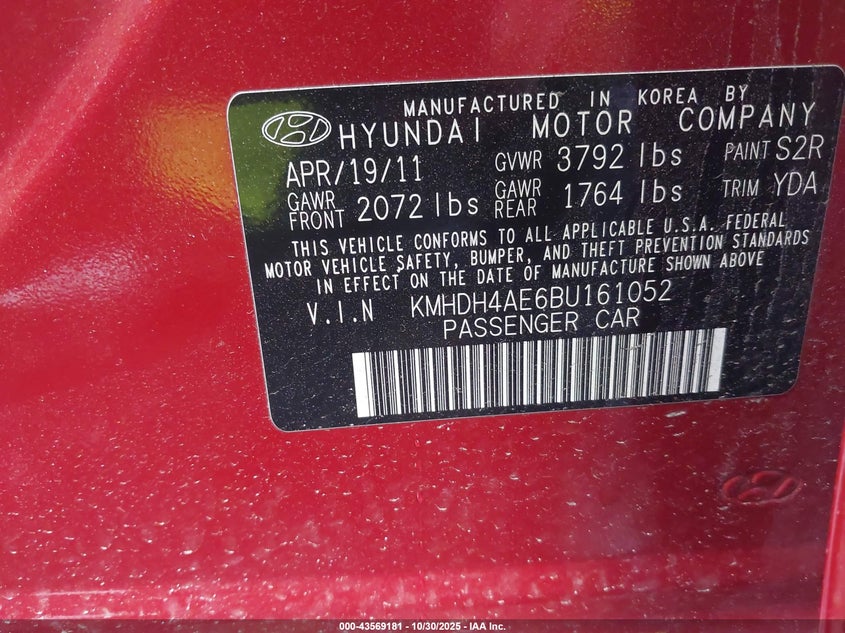 MANUFACTURED IN KOREA BY
HYUNDAI MOTOR COMPANY
APR/19/11 GVWR 3792 lbs PAINT S2R
GAWR FRONT 2072 lbs GAWR REAR 1764 lbs TRIM YDA
THIS VEHICLE CONFORMS TO ALL APPLICABLE U.S.A. FEDERAL
MOTOR VEHICLE SAFETY, BUMPER, AND THEFT PREVENTION STANDARDS
IN EFFECT ON THE DATE OF MANUFACTURE SHOWN ABOVE
V.I.N KMHDH4AE6BU161052
PASSENGER CAR
000-43569181 - 10/30/2025 - IAA Inc.